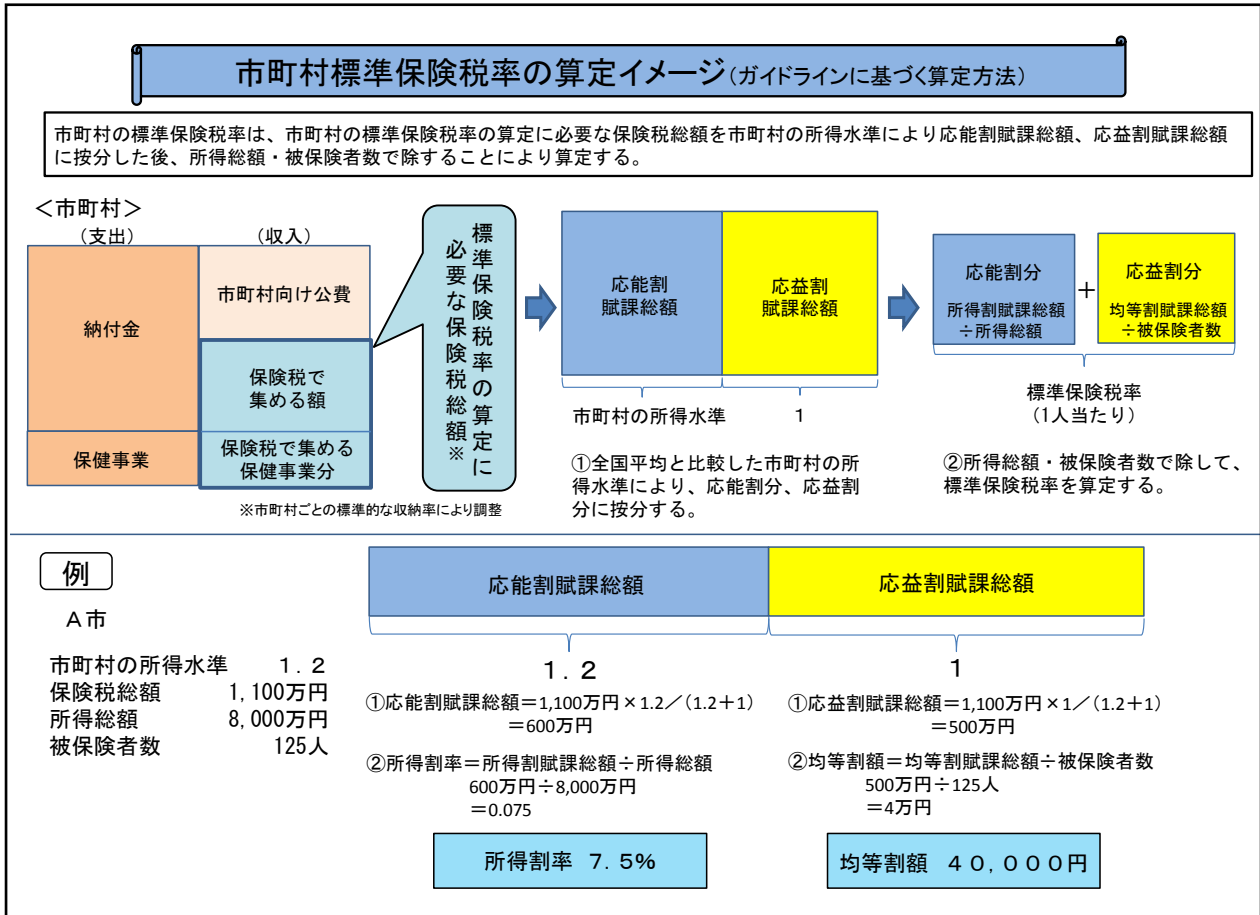 市町村標準保険税率の算定イメージ(ガイドラインに基づく算定方法)
市町村の標準保険税率は、市町村の標準保険税率の算定に必要な保険税総額を市町村の所得水準により応能割賦課総額、応益割賦課総額
に按分した後、所得総額・被保険者数で除することにより算定する。
＜市町村＞
(支出)
(収入)
納付金
保健事業
市町村向け公費
保険税で
集める額
保険税で集める
保健事業分
標準保険税率の算定に
必要な保険税総額※
※市町村ごとの標準的な収納率により調整
応能割
賦課総額
応益割
賦課総額
市町村の所得水準
1
①全国平均と比較した市町村の所
得水準により、応能割分、応益割
分に按分する。
応能割分
所得割賦課総額
÷所得総額
＋
応益割分
均等割賦課総額
÷被保険者数
標準保険税率
(1人当たり)
②所得総額・被保険者数で除して、
標準保険税率を算定する。
例
Ａ市
市町村の所得水準 １.２
保険税総額 1,100万円
所得総額 8,000万円
被保険者数 125人
応能割賦課総額
応益割賦課総額
１.２
１
①応能割賦課総額＝1,100万円×1.2/(1.2＋1)
＝600万円
②所得割率＝所得割賦課総額÷所得総額
600万円÷8,000万円
＝0.075
所得割率 ７.５%
①応益割賦課総額＝1,100万円×1/(1.2＋1)
＝500万円
②均等割額＝均等割賦課総額÷被保険者数
500万円÷125人
＝4万円
均等割額 ４０,０００円